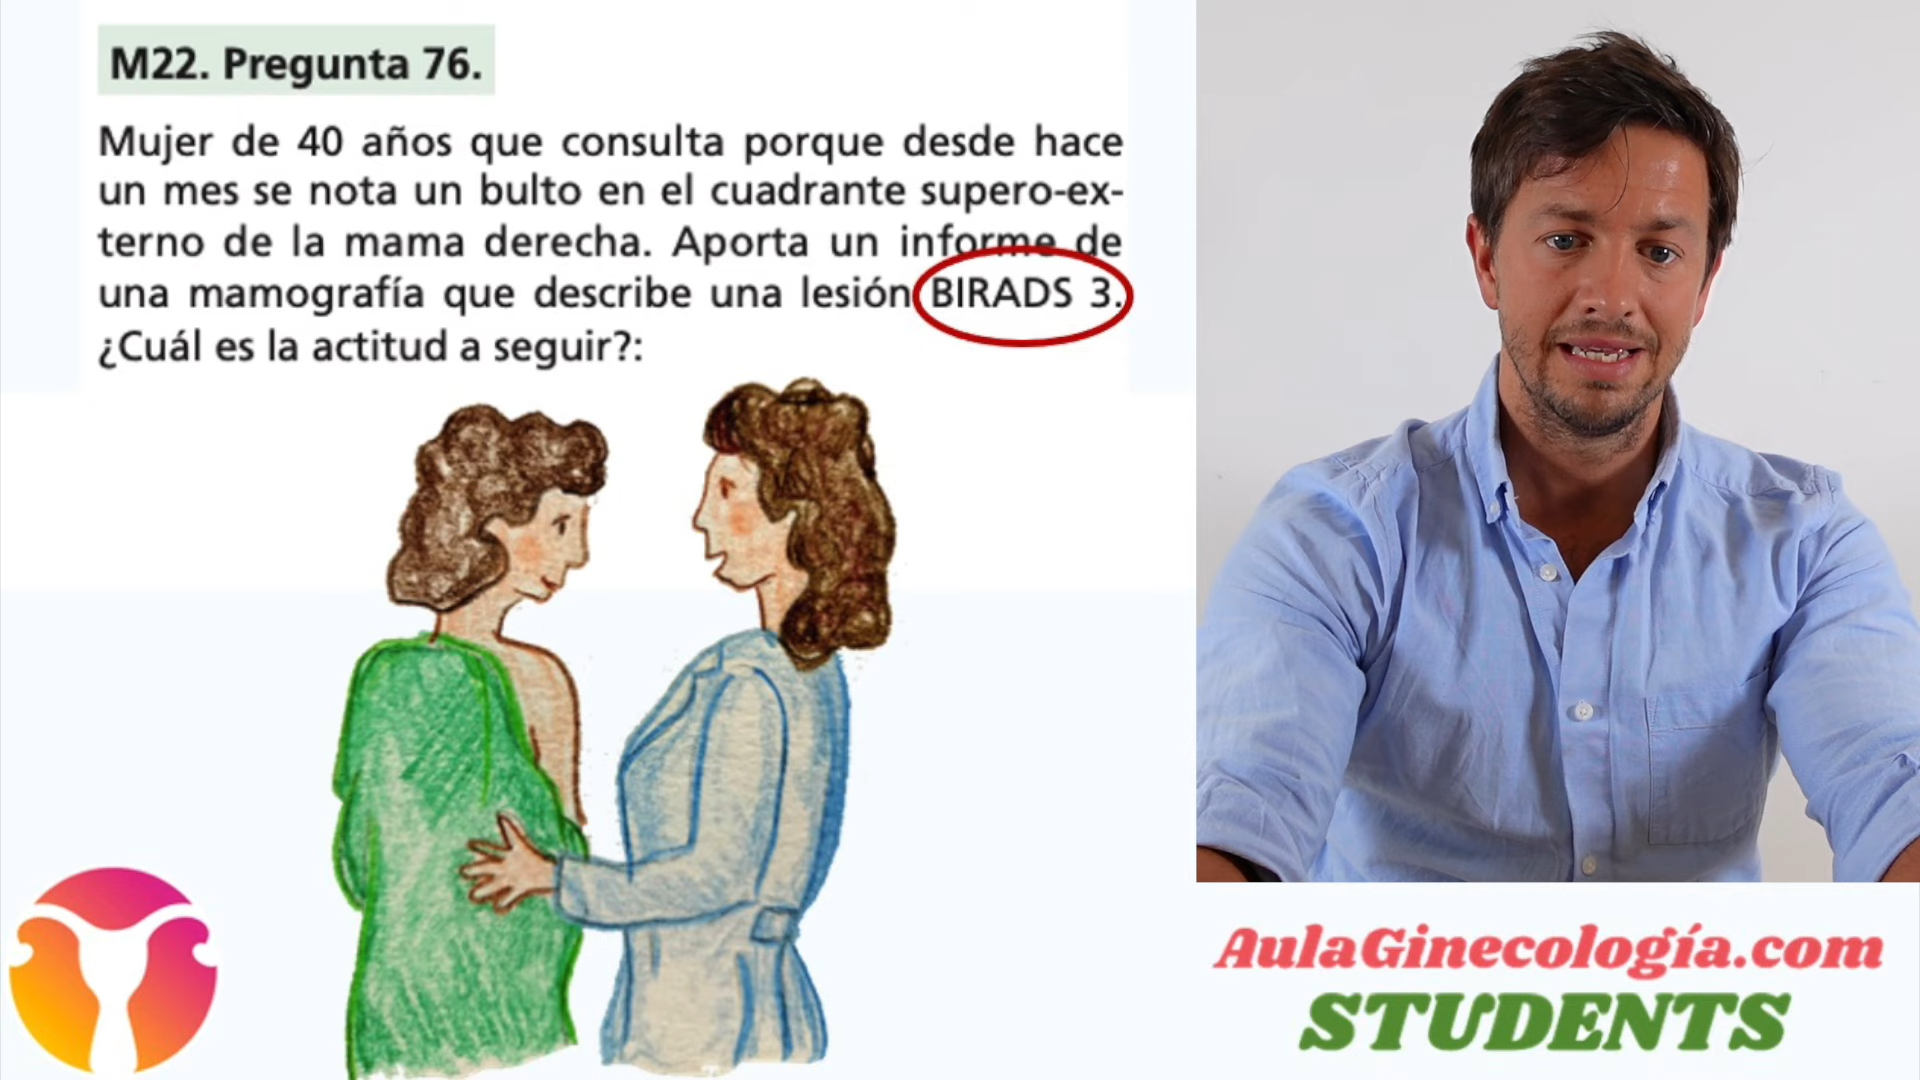 M22. Pregunta 76.
Mujer de 40 años que consulta porque desde hace
un mes se nota un bulto en el cuadrante supero-ex-
terno de la mama derecha. Aporta un informe de
una mamografía que describe una lesión BIRADS 3.
¿Cuál es la actitud a seguir?:
AulaGinecología.com
STUDENTS